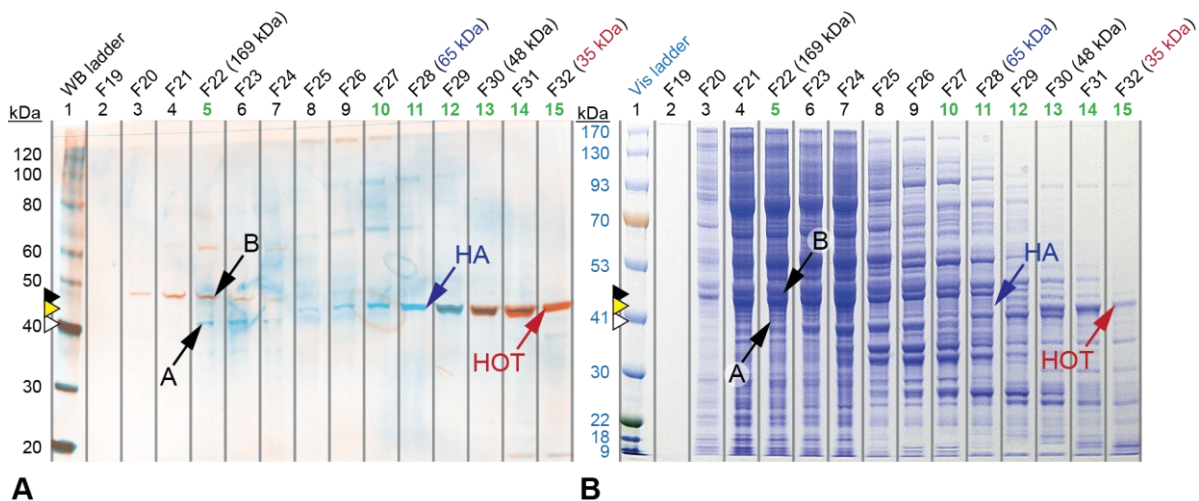 A
B
WB ladder F19 F20 F21 F22 (169 kDa) F23 F24 F25 F26 F27 F28 (65 kDa) F29 F30 (48 kDa) F31 F32 (35 kDa)
Vis ladder F19 F20 F21 F22 (169 kDa) F23 F24 F25 F26 F27 F28 (65 kDa) F29 F30 (48 kDa) F31 F32 (35 kDa)
kDa 1 2 3 4 5 6 7 8 9 10 11 12 13 14 15
kDa 1 2 3 4 5 6 7 8 9 10 11 12 13 14 15
120
100
80
60
50
40
30
20
B
HA
A
HOT
170
130
93
70
53
41
30
22
18
9
B
HA
A
HOT
A
B